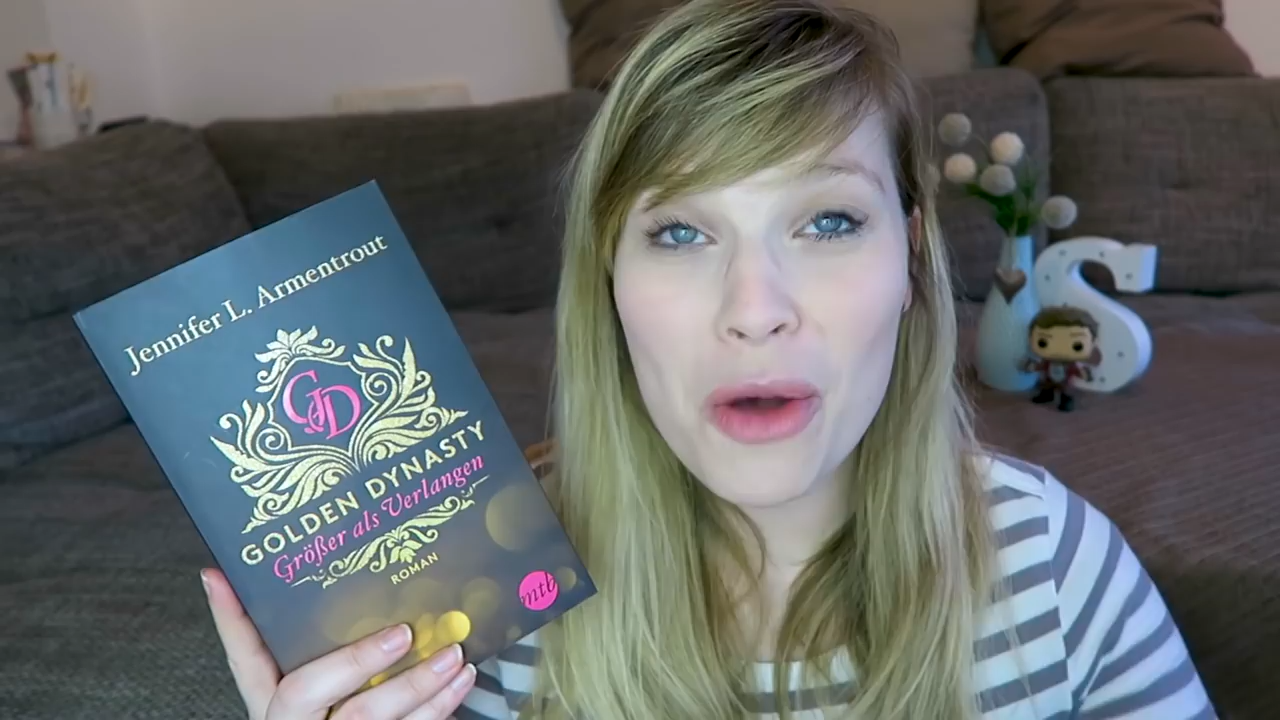 Jennifer L. Armentrout
GD
GOLDEN DYNASTY
Größer als Verlangen
ROMAN
mtb
S